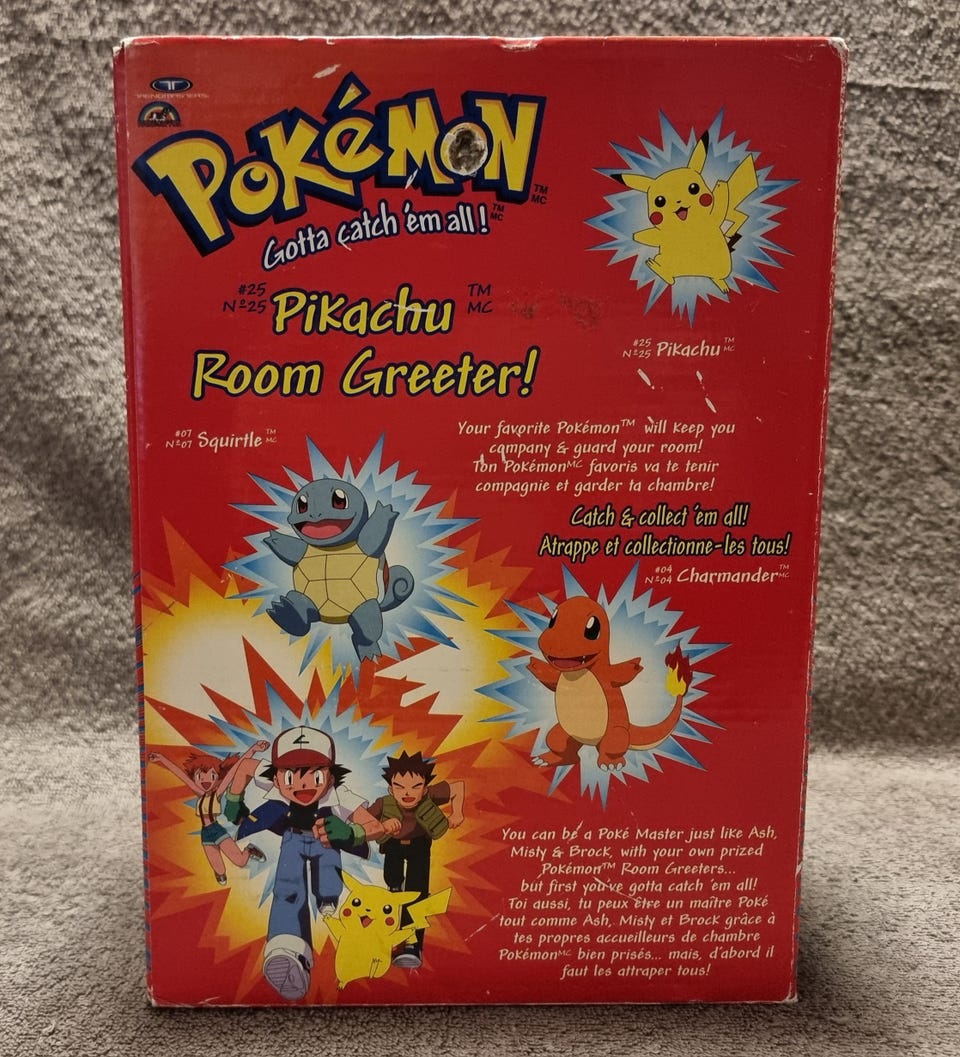 TRENDMASTERS
POKéMON
TM
MC
Gotta catch 'em all!
TM
MC
#25
Nº25 Pikachu TM
MC
Room Greeter!
#25
Nº25 Pikachu TM
MC
#07
Nº07 Squirtle TM
MC
Your favorite Pokémon™ will keep you
company & guard your room!
Ton Pokémonᴹᶜ favoris va te tenir
compagnie et garder ta chambre!
Catch & collect 'em all!
Atrappe et collectionne-les tous!
#04
Nº04 Charmander TM
MC
You can be a Poké Master just like Ash,
Misty & Brock, with your own prized
Pokémon™ Room Greeters...
but first you've gotta catch 'em all!
Toi aussi, tu peux être un maître Poké
tout comme Ash, Misty et Brock grâce à
tes propres accueilleurs de chambre
Pokémonᴹᶜ bien prisés... mais, d'abord il
faut les attraper tous!